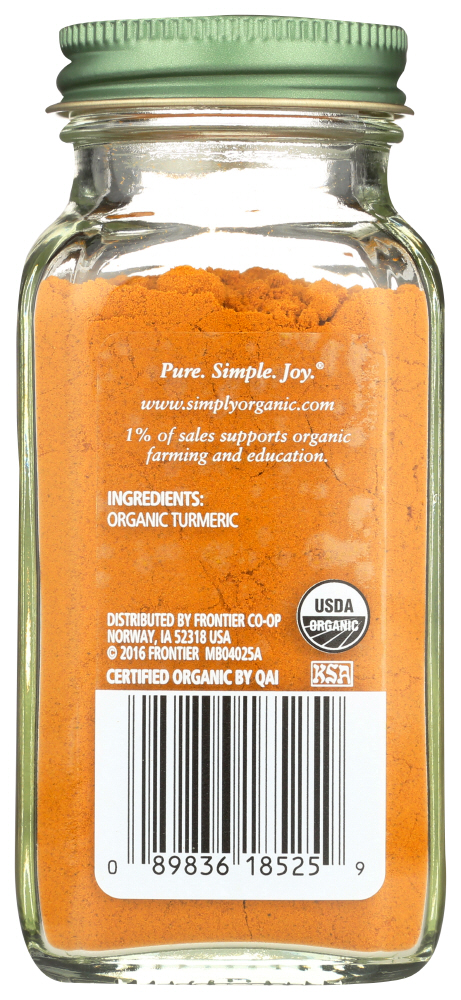 Pure. Simple. Joy.®
www.simplyorganic.com
1% of sales supports organic
farming and education.
INGREDIENTS:
ORGANIC TURMERIC
USDA
ORGANIC
DISTRIBUTED BY FRONTIER CO-OP
NORWAY, IA 52318 USA
© 2016 FRONTIER MB04025A
CERTIFIED ORGANIC BY QAI
KSA
0 89836 18525 9